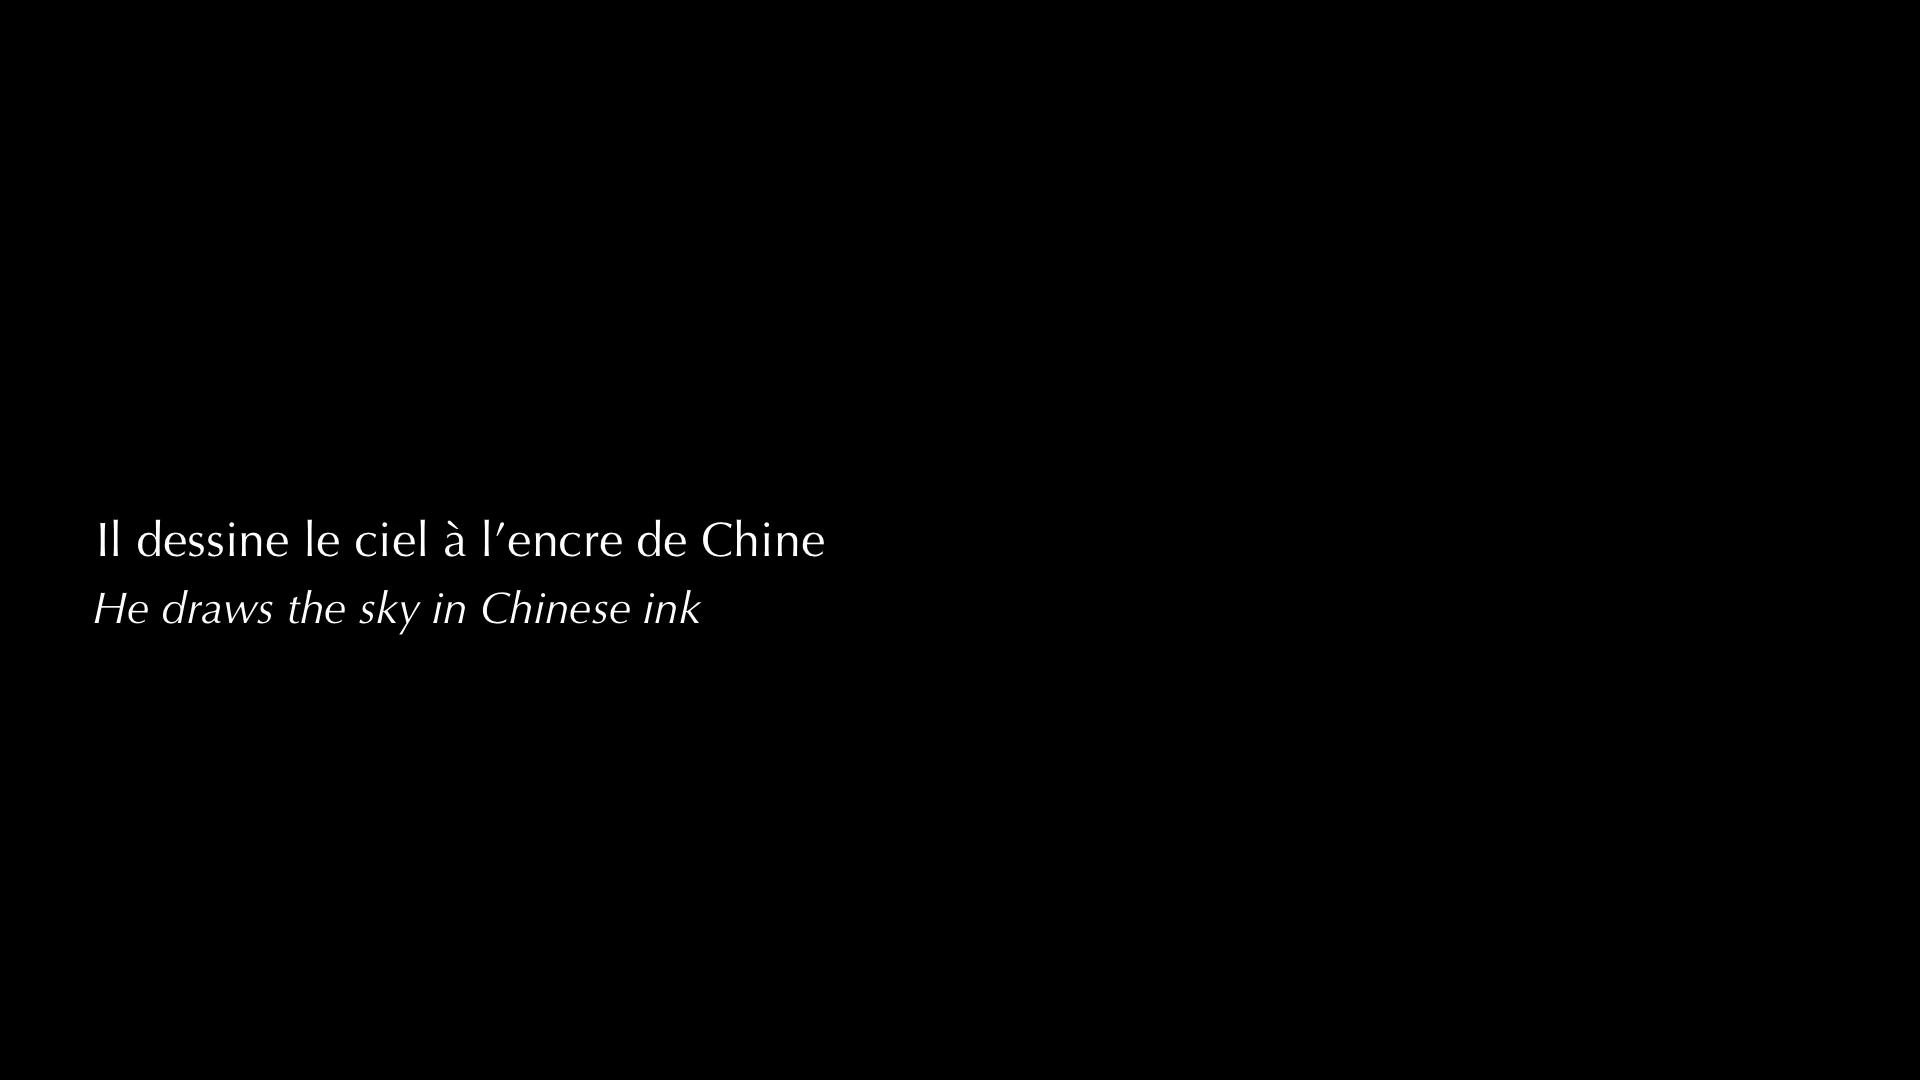 Il dessine le ciel à l’encre de Chine
He draws the sky in Chinese ink